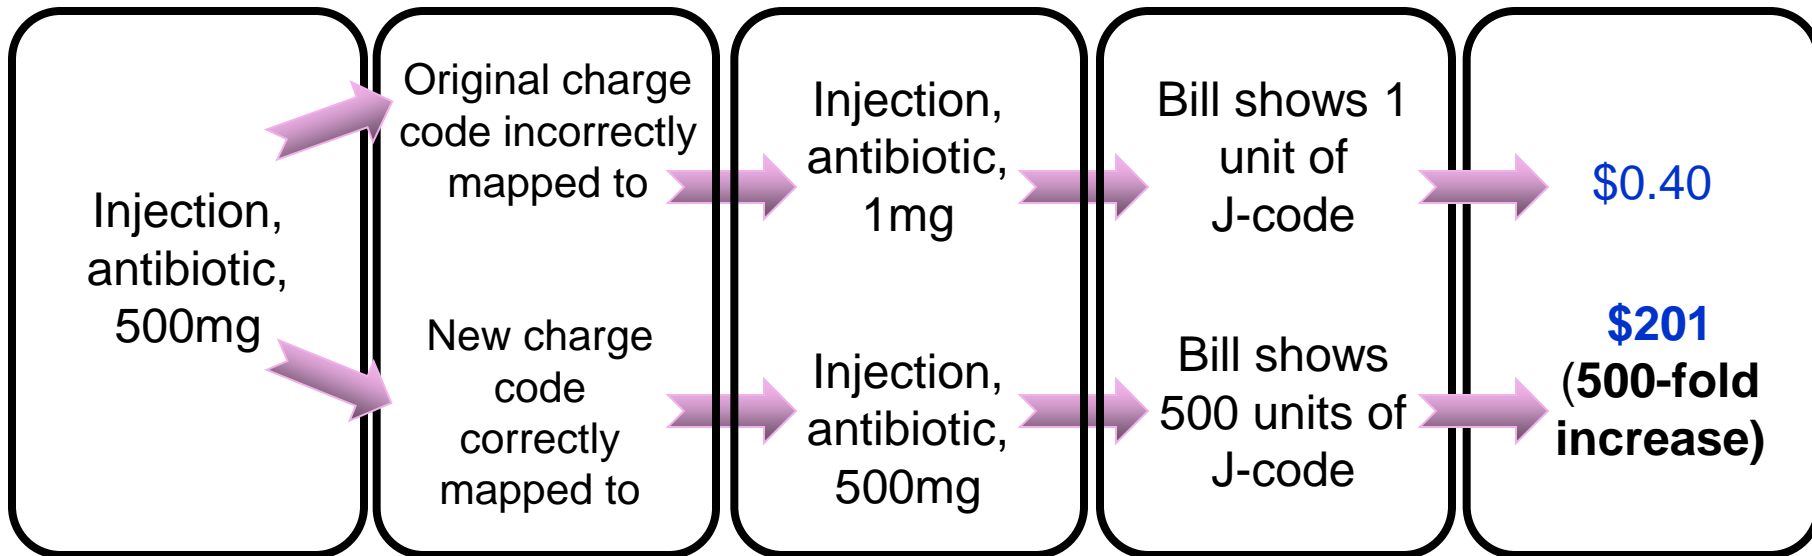 Injection,
antibiotic,
500mg
Original charge
code incorrectly
mapped to
New charge
code
correctly
mapped to
Injection,
antibiotic,
1mg
Injection,
antibiotic,
500mg
Bill shows 1
unit of
J-code
Bill shows
500 units of
J-code
$0.40
$201
(500-fold
increase)